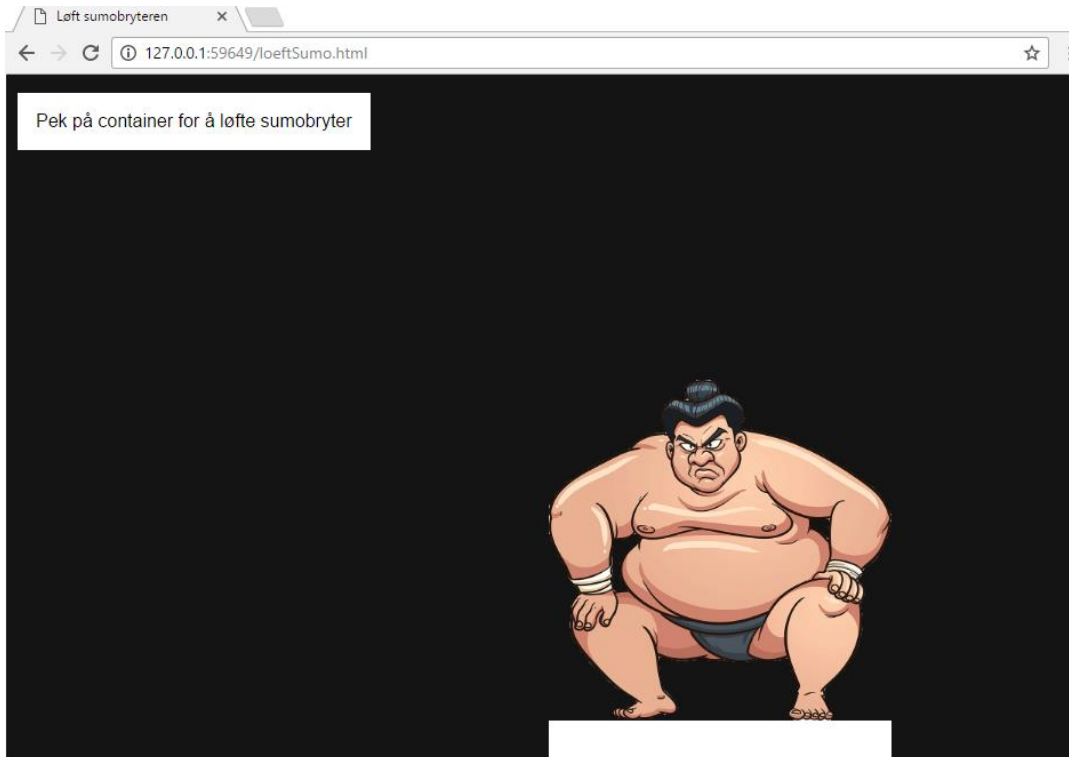 Løft sumobryteren
127.0.0.1:59649/loeftSumo.html
Pek på container for å løfte sumobryter